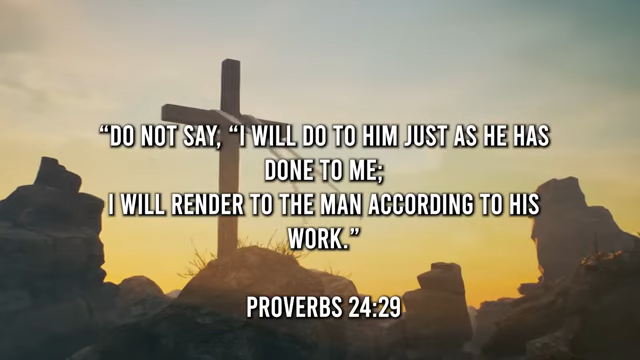 “DO NOT SAY, “I WILL DO TO HIM JUST AS HE HAS
DONE TO ME;
I WILL RENDER TO THE MAN ACCORDING TO HIS
WORK.”
PROVERBS 24:29